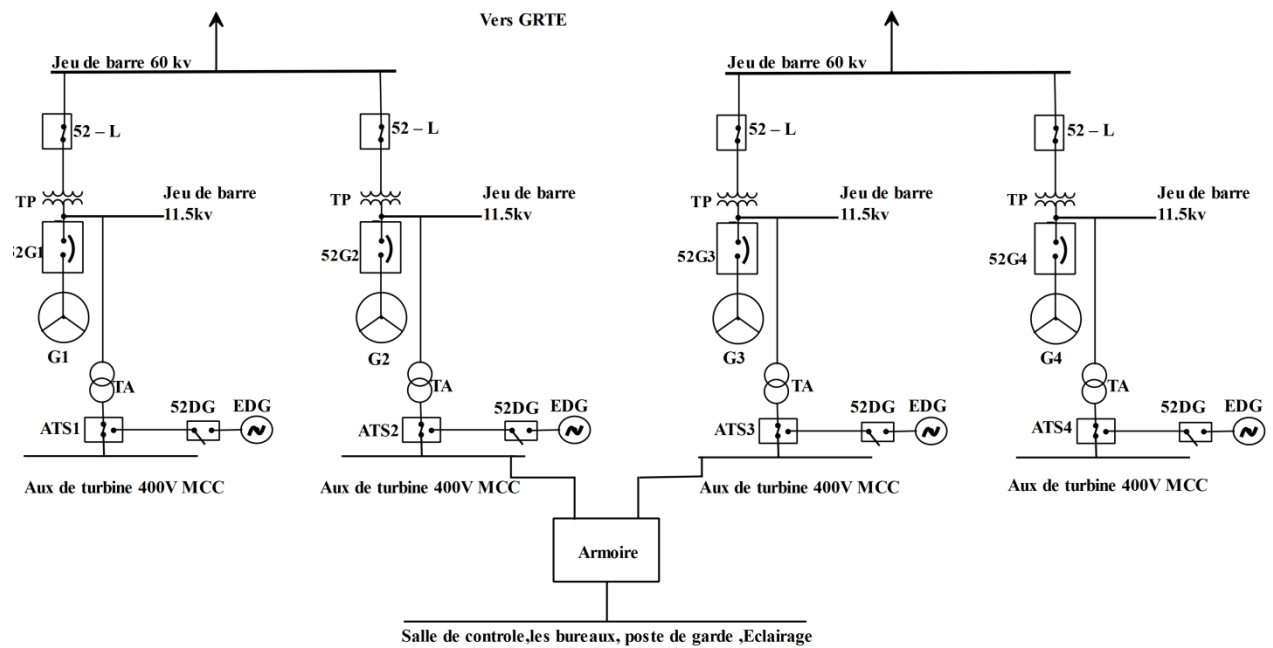 Vers GRTE
Jeu de barre 60 kv
Jeu de barre 60 kv
52 – L
52 – L
52 – L
52 – L
TP
Jeu de barre
11.5kv
TP
Jeu de barre
11.5kv
TP
Jeu de barre
11.5kv
TP
Jeu de barre
11.5kv
52G1
52G2
52G3
52G4
G1
G2
G3
G4
TA
TA
TA
TA
ATS1
52DG
EDG
ATS2
52DG
EDG
ATS3
52DG
EDG
ATS4
52DG
EDG
Aux de turbine 400V MCC
Aux de turbine 400V MCC
Aux de turbine 400V MCC
Aux de turbine 400V MCC
Armoire
Salle de controle,les bureaux, poste de garde ,Eclairage